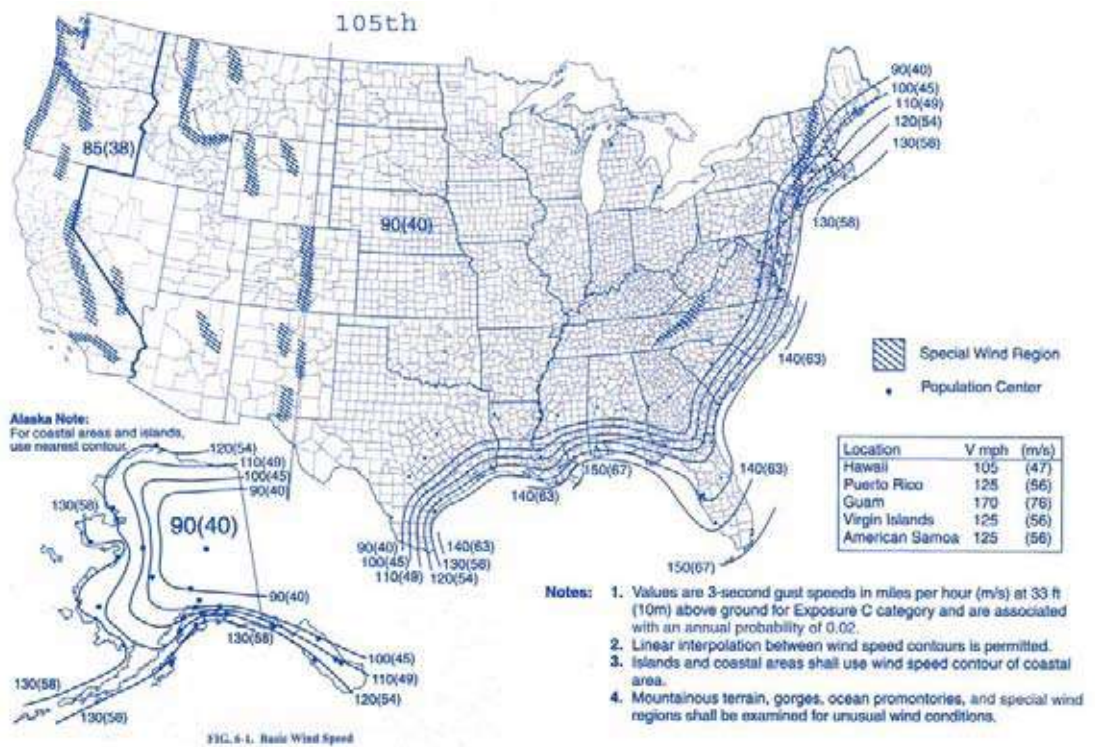 105th
90(40)
100(45)
110(49)
120(54)
130(58)
85(38)
90(40)
130(58)
140(63)
Special Wind Region
Population Center
Alaska Note:
For coastal areas and islands,
use nearest contour.
120(54)
110(49)
100(45)
90(40)
130(58)
90(40)
150(67)
140(63)
140(63)
Location V mph (m/s)
Hawaii 105 (47)
Puerto Rico 125 (56)
Guam 170 (76)
Virgin Islands 125 (56)
American Samoa 125 (56)
90(40)
100(45)
110(49)
140(63)
130(58)
120(54)
150(67)
90(40)
130(58)
100(45)
110(49)
120(54)
130(58)
130(58)
Notes: 1. Values are 3-second gust speeds in miles per hour (m/s) at 33 ft
(10m) above ground for Exposure C category and are associated
with an annual probability of 0.02.
2. Linear interpolation between wind speed contours is permitted.
3. Islands and coastal areas shall use wind speed contour of coastal
area.
4. Mountainous terrain, gorges, ocean promontories, and special wind
regions shall be examined for unusual wind conditions.
FIG. 6-1. Basic Wind Speed